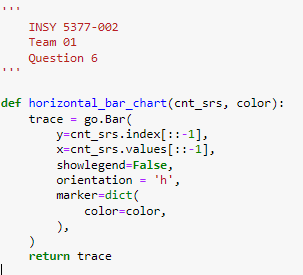 '''
    INSY 5377-002
    Team 01
    Question 6
'''
def horizontal_bar_chart(cnt_srs, color):
    trace = go.Bar(
        y=cnt_srs.index[::-1],
        x=cnt_srs.values[::-1],
        showlegend=False,
        orientation = 'h',
        marker=dict(
            color=color,
        ),
    )
    return trace